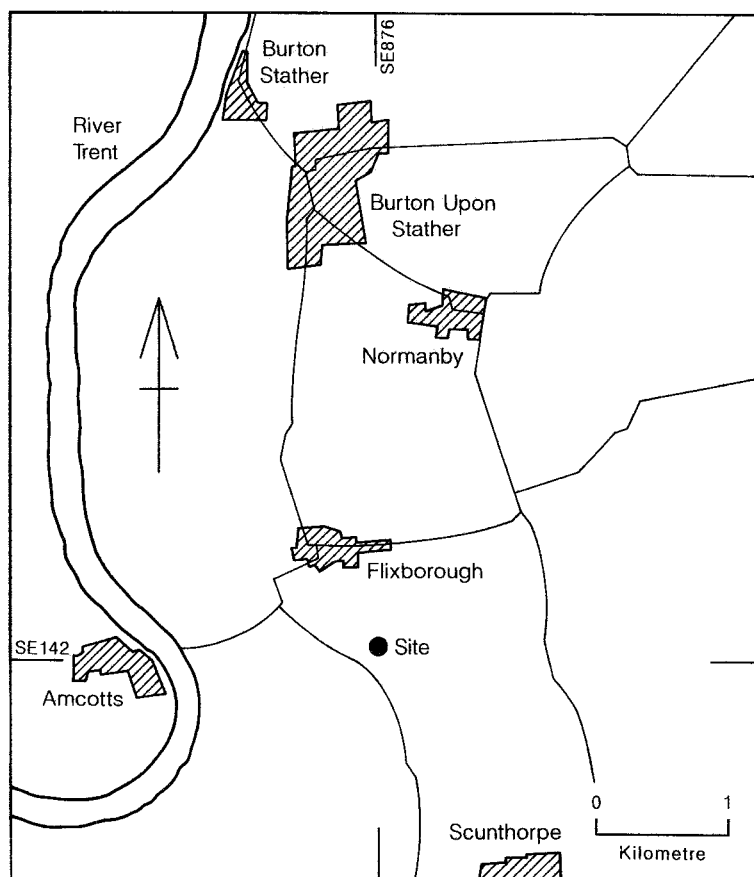 Burton
Stather
SE876
River
Trent
Burton Upon
Stather
Normanby
Flixborough
SE142
Site
Amcotts
0 1
Scunthorpe
Kilometre